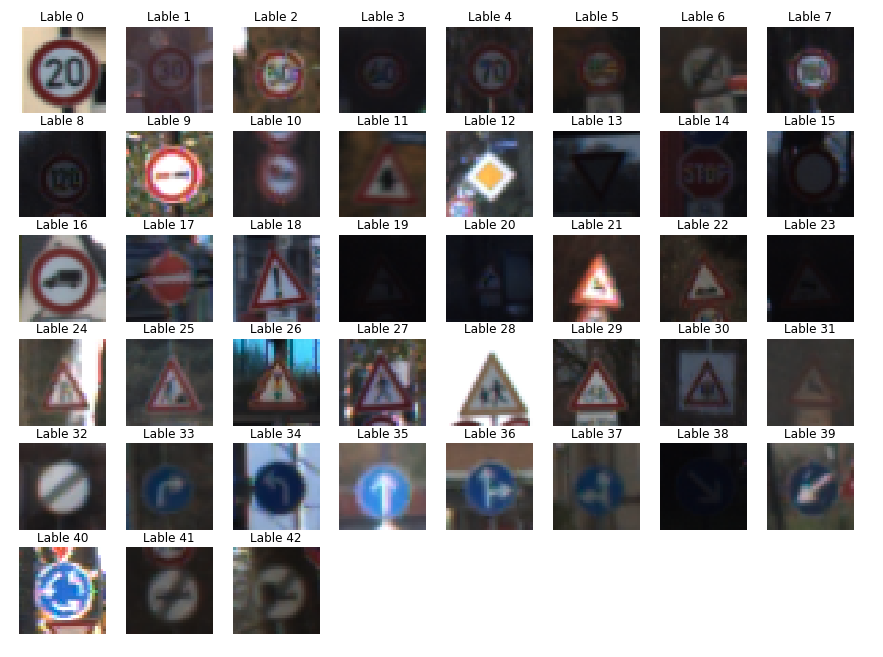 Lable 0 Lable 1 Lable 2 Lable 3 Lable 4 Lable 5 Lable 6 Lable 7
20 30 60 70
Lable 8 Lable 9 Lable 10 Lable 11 Lable 12 Lable 13 Lable 14 Lable 15
120 STOP
Lable 16 Lable 17 Lable 18 Lable 19 Lable 20 Lable 21 Lable 22 Lable 23
Lable 24 Lable 25 Lable 26 Lable 27 Lable 28 Lable 29 Lable 30 Lable 31
Lable 32 Lable 33 Lable 34 Lable 35 Lable 36 Lable 37 Lable 38 Lable 39
Lable 40 Lable 41 Lable 42